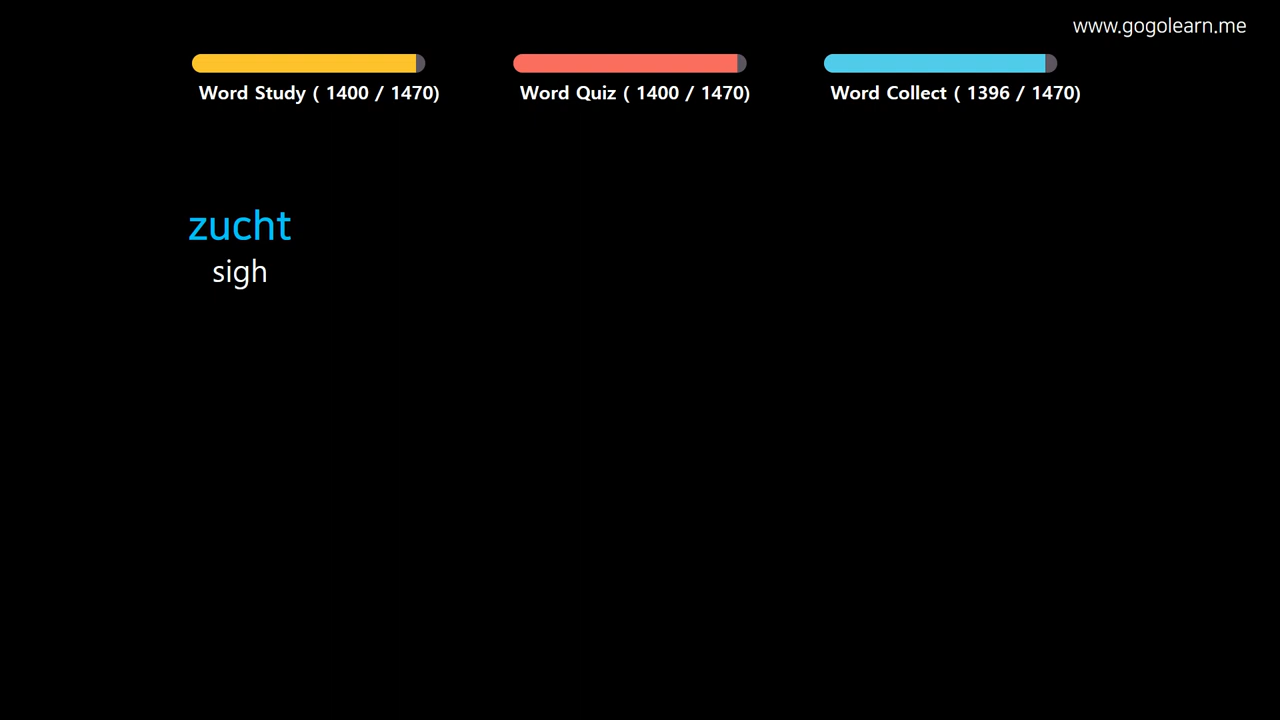 www.gogolearn.me
Word Study ( 1400 / 1470)
Word Quiz ( 1400 / 1470)
Word Collect ( 1396 / 1470)
zucht
sigh